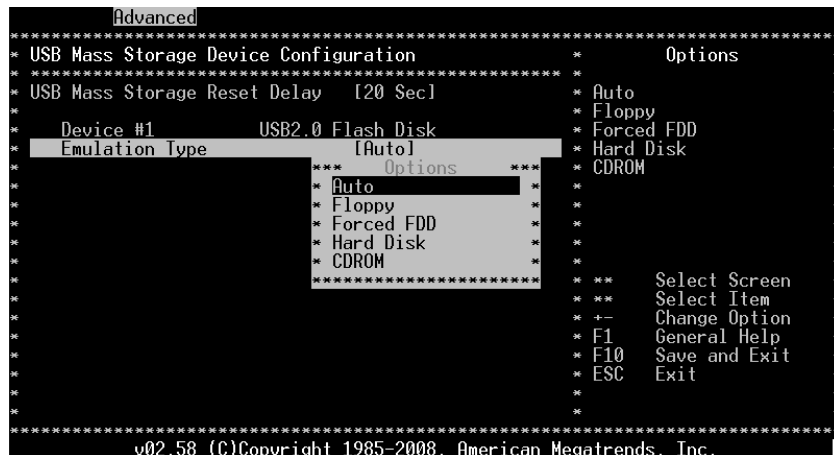 Advanced
USB Mass Storage Device Configuration
USB Mass Storage Reset Delay [20 Sec]
Device #1 USB2.0 Flash Disk
Emulation Type [Auto]
*** Options ***
* Auto *
* Floppy *
* Forced FDD *
* Hard Disk *
* CDROM *
Options
Auto
Floppy
Forced FDD
Hard Disk
CDROM
** Select Screen
** Select Item
+- Change Option
F1 General Help
F10 Save and Exit
ESC Exit
v02.58 (C)Copyright 1985-2008, American Megatrends, Inc.